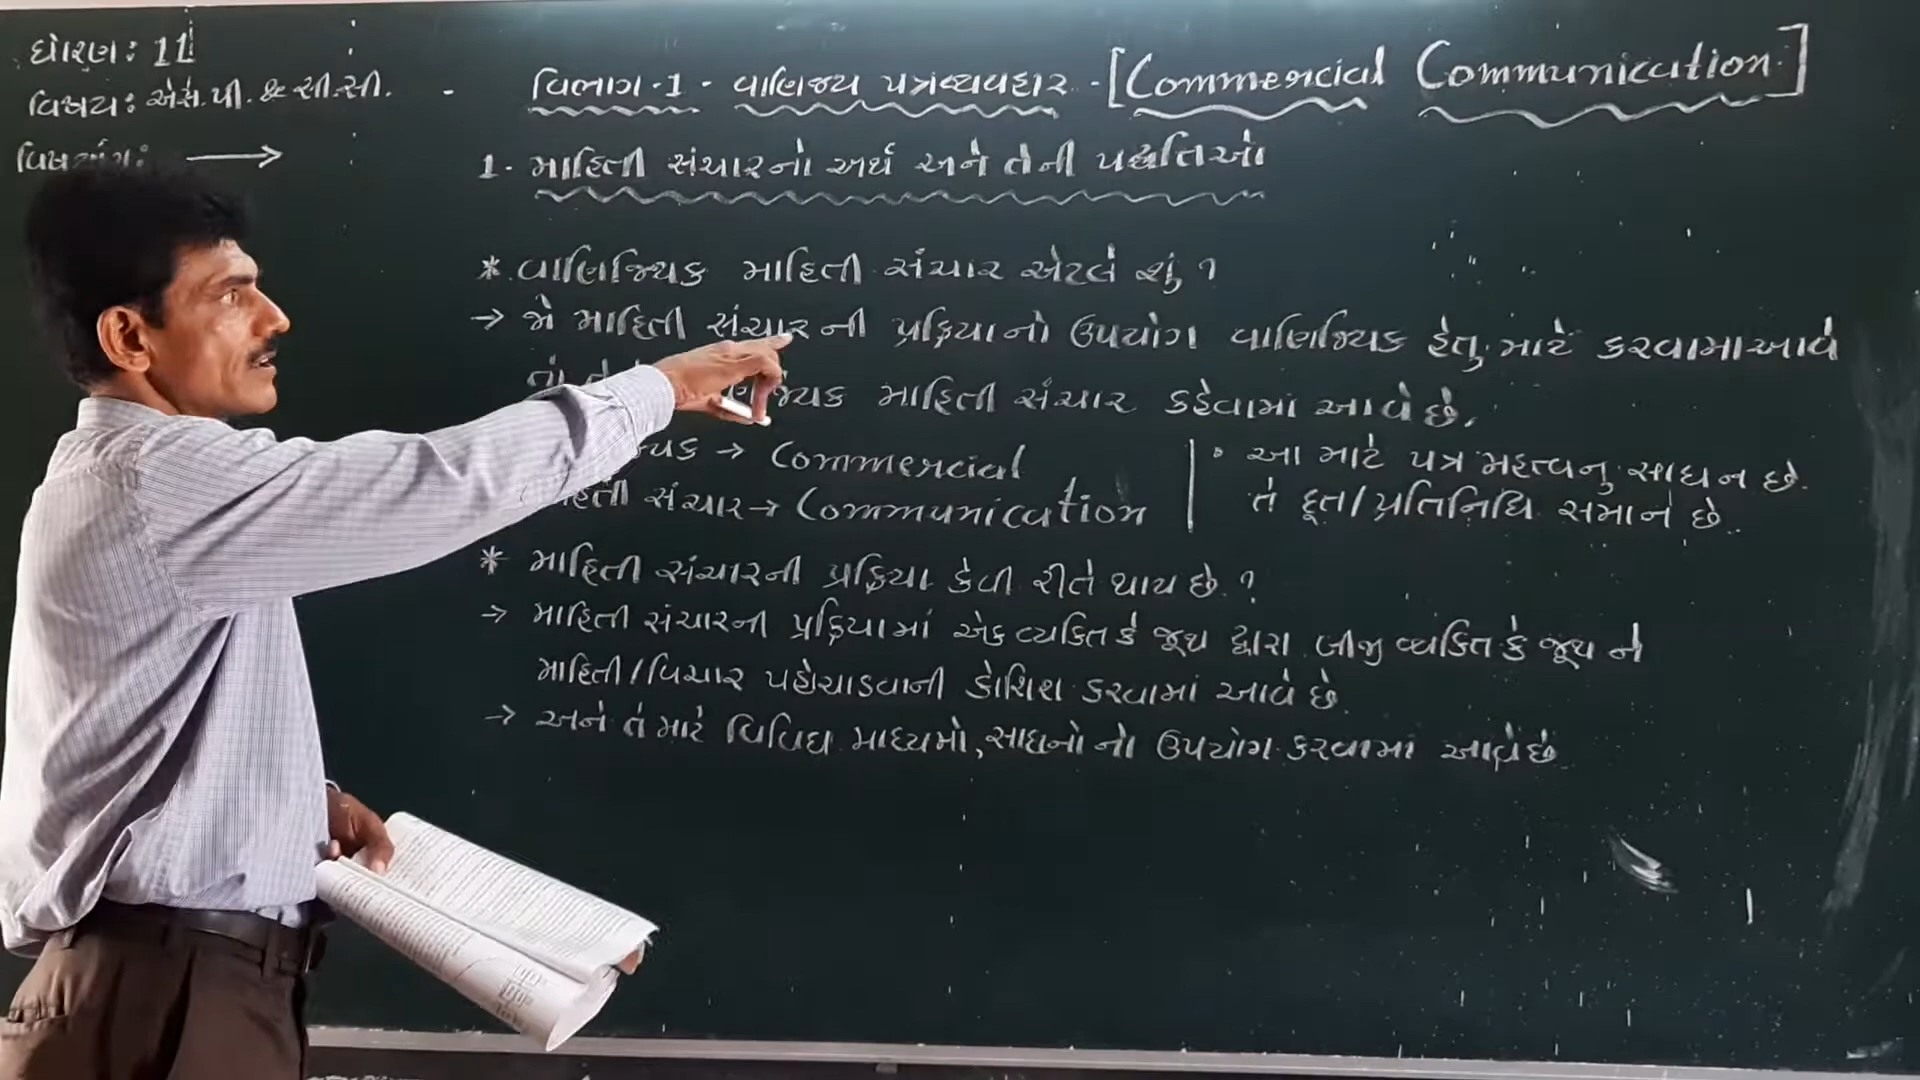 ધોરણ: 11
વિષય: એસ.પી. & સી.સી.
વિભાગ-1 - વાણિજ્ય પત્રવ્યવહાર - [Commercial Communication.]
1. માહિતી સંચારનો અર્થ અને તેની પદ્ધતિઓ
* વાણિજ્યિક માહિતી સંચાર એટલે શું ?
→ જો માહિતી સંચારની પ્રક્રિયાનો ઉપયોગ વાણિજ્યિક હેતુ માટે કરવામા આવે
તો જ્યિક માહિતી સંચાર કહેવામાં આવે છે.
→ Commercial
સંચાર → Communication
• આ માટે પત્ર મહત્વનુ સાધન છે.
તે દૂત/પ્રતિનિધિ સમાન છે.
* માહિતી સંચારની પ્રક્રિયા કેવી રીતે થાય છે ?
→ માહિતી સંચારની પ્રક્રિયામાં એક વ્યકિત કે જૂથ દ્વારા બીજી વ્યકિત કે જૂથ ને
માહિતી/વિચાર પહોચાડવાની કોશિશ કરવામાં આવે છે.
→ અને તે માટે વિવિધ માધ્યમો, સાધનો નો ઉપયોગ કરવામાં આવે છે